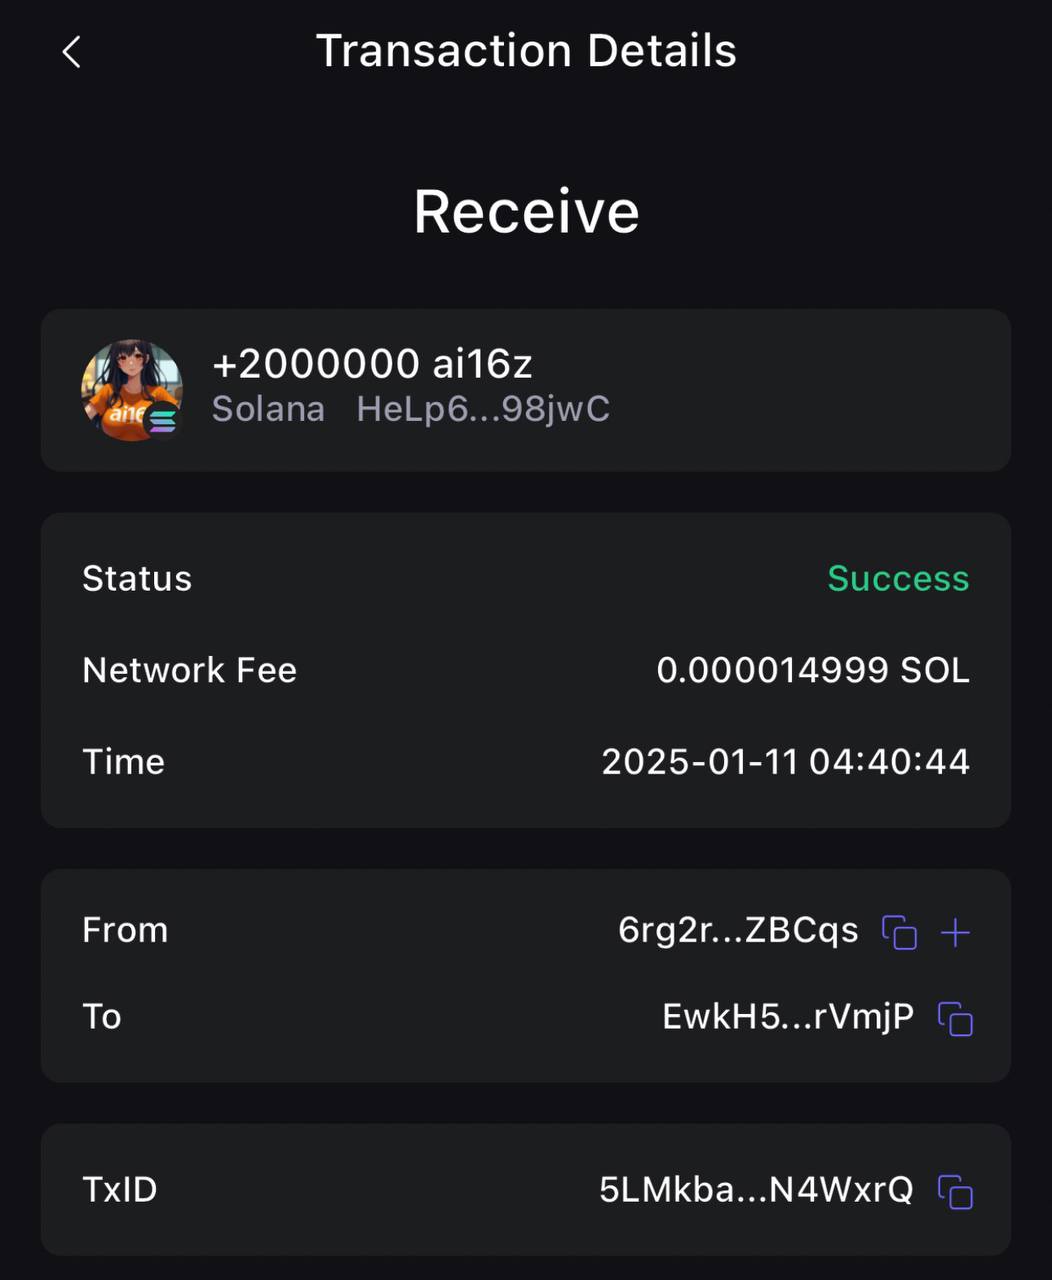 Transaction Details
Receive
+2000000 ai16z
Solana HeLp6...98jwC
ai16
Status Success
Network Fee 0.000014999 SOL
Time 2025-01-11 04:40:44
From 6rg2r...ZBCqs
To EwkH5...rVmjP
TxID 5LMkba...N4WxrQ